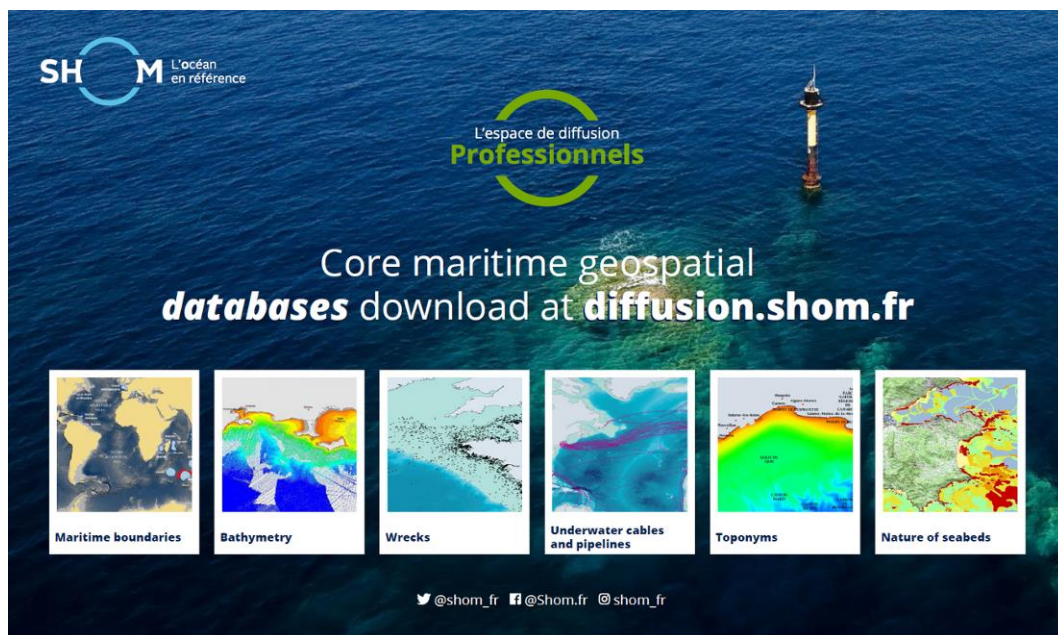 SHOM L'océan
en référence
L'espace de diffusion
Professionnels
Core maritime geospatial
databases download at diffusion.shom.fr
Maritime boundaries
Bathymetry
Wrecks
Underwater cables
and pipelines
Toponyms
Nature of seabeds
@shom_fr @Shom.fr shom_fr